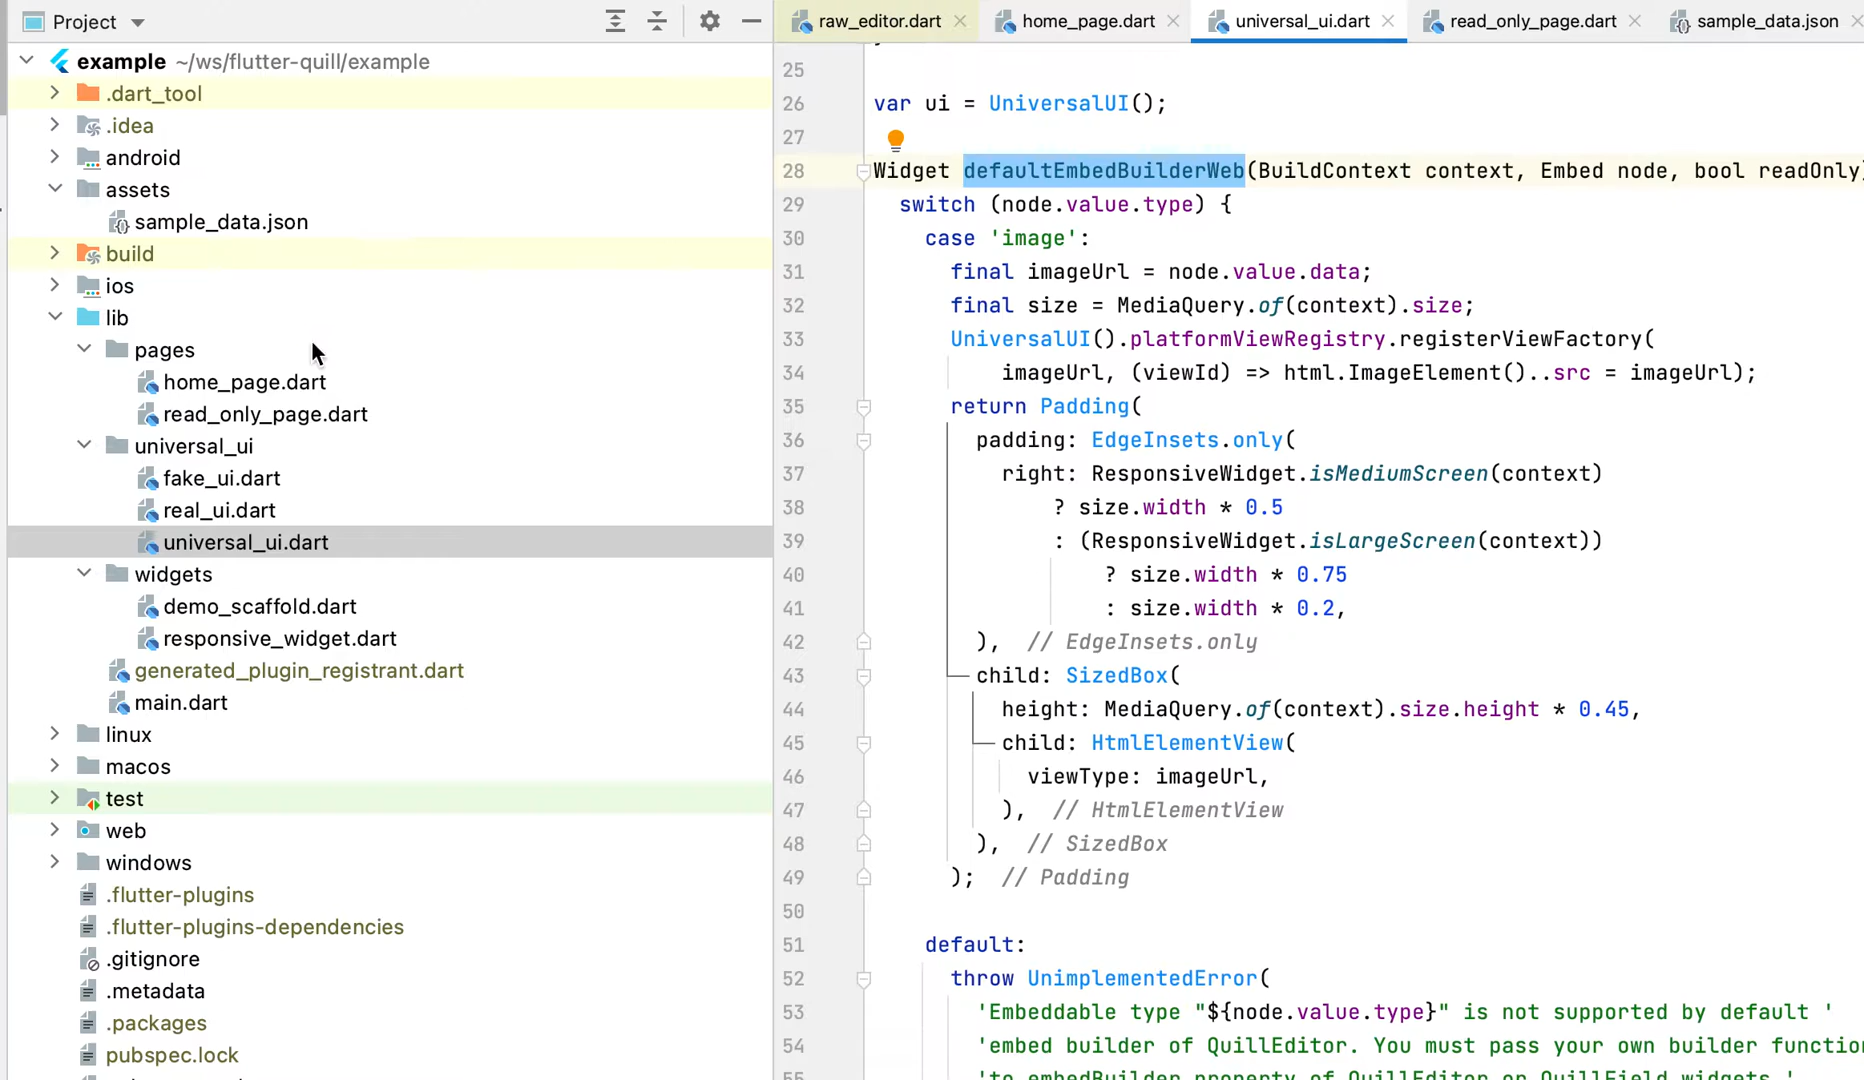 Project
example ~/ws/flutter-quill/example
.dart_tool
.idea
android
assets
sample_data.json
build
ios
lib
pages
home_page.dart
read_only_page.dart
universal_ui
fake_ui.dart
real_ui.dart
universal_ui.dart
widgets
demo_scaffold.dart
responsive_widget.dart
generated_plugin_registrant.dart
main.dart
linux
macos
test
web
windows
.flutter-plugins
.flutter-plugins-dependencies
.gitignore
.metadata
.packages
pubspec.lock
raw_editor.dart home_page.dart universal_ui.dart read_only_page.dart sample_data.json
25
26 var ui = UniversalUI();
27
28 Widget defaultEmbedBuilderWeb(BuildContext context, Embed node, bool readOnly)
29 switch (node.value.type) {
30 case 'image':
31 final imageUrl = node.value.data;
32 final size = MediaQuery.of(context).size;
33 UniversalUI().platformViewRegistry.registerViewFactory(
34 imageUrl, (viewId) => html.ImageElement()..src = imageUrl);
35 return Padding(
36 padding: EdgeInsets.only(
37 right: ResponsiveWidget.isMediumScreen(context)
38 ? size.width * 0.5
39 : (ResponsiveWidget.isLargeScreen(context))
40 ? size.width * 0.75
41 : size.width * 0.2,
42 ), // EdgeInsets.only
43 child: SizedBox(
44 height: MediaQuery.of(context).size.height * 0.45,
45 child: HtmlElementView(
46 viewType: imageUrl,
47 ), // HtmlElementView
48 ), // SizedBox
49 ); // Padding
50
51 default:
52 throw UnimplementedError(
53 'Embeddable type "${node.value.type}" is not supported by default '
54 'embed builder of QuillEditor. You must pass your own builder functio
55 'to embedBuilder property of QuillEditor or QuillField widgets.'